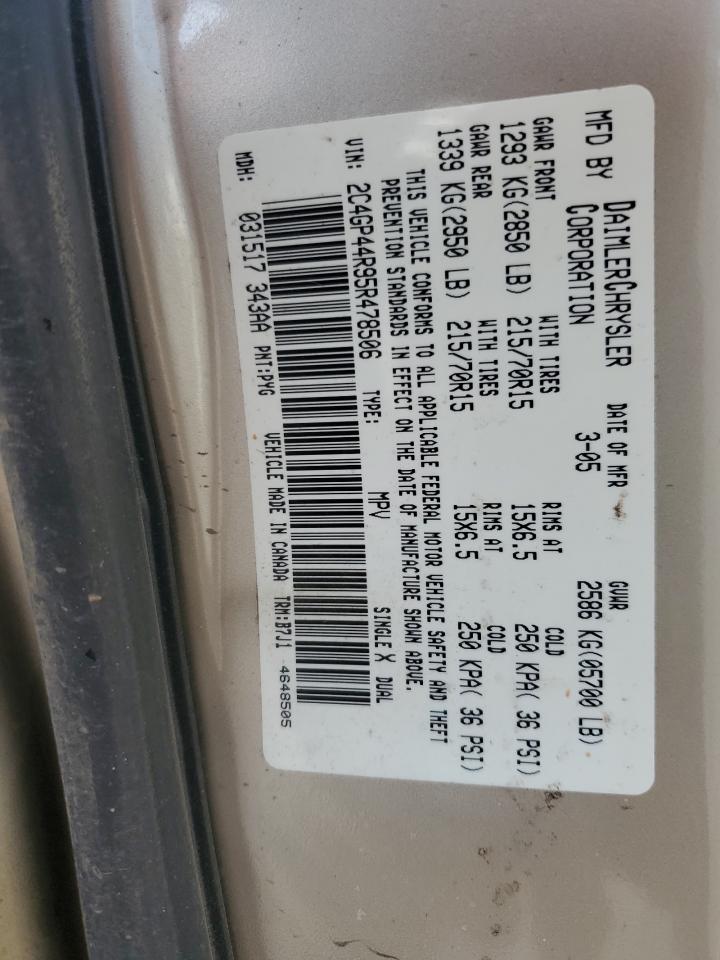 MFD BY DAIMLERCHRYSLER CORPORATION
DATE OF MFR 3-05
GVWR 2586 KG(05700 LB)
GAWR FRONT WITH TIRES RIMS AT COLD
1293 KG(2850 LB) 215/70R15 15X6.5 250 KPA( 36 PSI)
GAWR REAR WITH TIRES RIMS AT COLD
1339 KG(2950 LB) 215/70R15 15X6.5 250 KPA( 36 PSI)
THIS VEHICLE CONFORMS TO ALL APPLICABLE FEDERAL MOTOR VEHICLE SAFETY AND THEFT
PREVENTION STANDARDS IN EFFECT ON THE DATE OF MANUFACTURE SHOWN ABOVE.
VIN: 2C4GP44R95R478506 TYPE: MPV SINGLE X DUAL
MDH: 031517 343AA PNT:PYG VEHICLE MADE IN CANADA TRM:B7J1 4648505